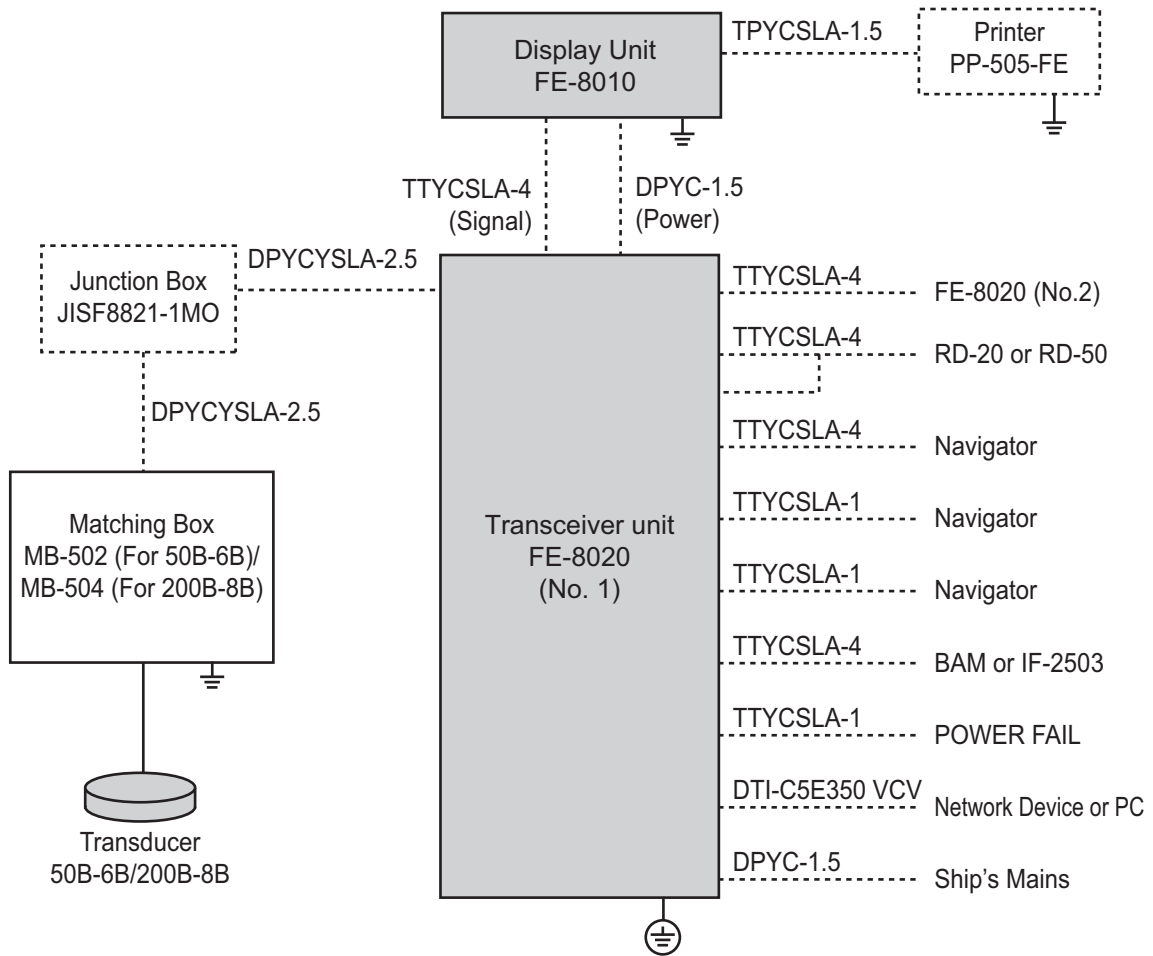 Display Unit
FE-8010
TPYCSLA-1.5
Printer
PP-505-FE
TTYCSLA-4
(Signal)
DPYC-1.5
(Power)
Junction Box
JISF8821-1MO
DPYCYSLA-2.5
DPYCYSLA-2.5
Matching Box
MB-502 (For 50B-6B)/
MB-504 (For 200B-8B)
Transducer
50B-6B/200B-8B
Transceiver unit
FE-8020
(No. 1)
TTYCSLA-4
FE-8020 (No.2)
TTYCSLA-4
RD-20 or RD-50
TTYCSLA-4
Navigator
TTYCSLA-1
Navigator
TTYCSLA-1
Navigator
TTYCSLA-4
BAM or IF-2503
TTYCSLA-1
POWER FAIL
DTI-C5E350 VCV
Network Device or PC
DPYC-1.5
Ship's Mains